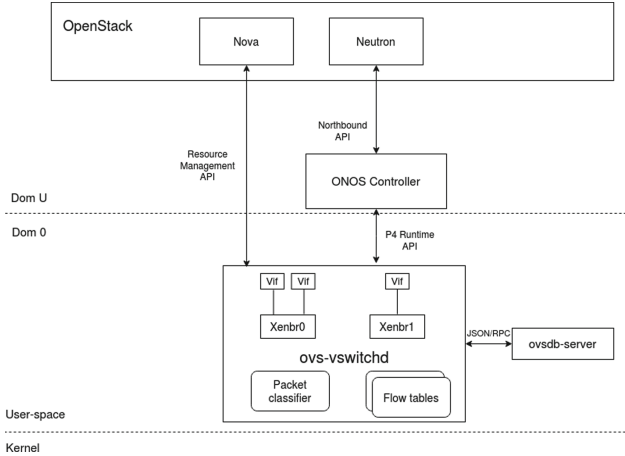 OpenStack
Nova
Neutron
Northbound
API
Resource
Management
API
ONOS Controller
Dom U
Dom 0
P4 Runtime
API
Vif
Vif
Vif
Xenbr0
Xenbr1
JSON/RPC
ovsdb-server
ovs-vswitchd
Packet
classifier
Flow tables
User-space
Kernel